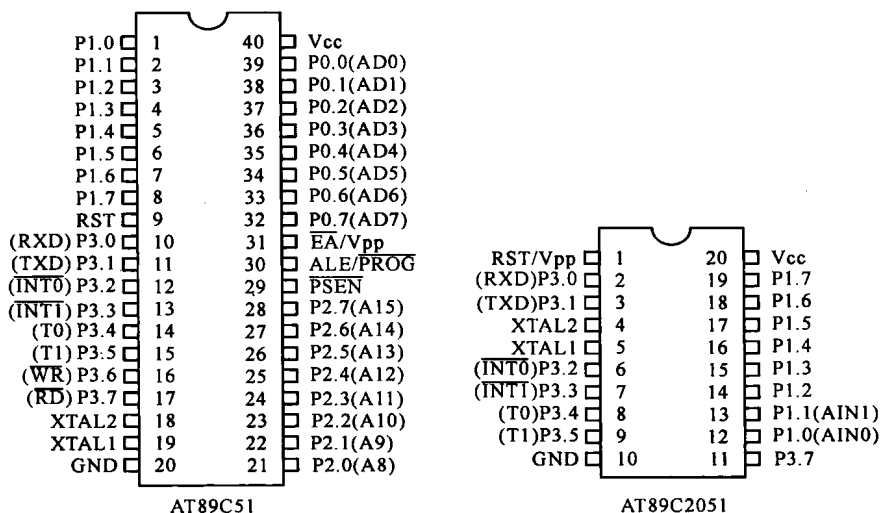 P1.0 1 40 Vcc
P1.1 2 39 P0.0(AD0)
P1.2 3 38 P0.1(AD1)
P1.3 4 37 P0.2(AD2)
P1.4 5 36 P0.3(AD3)
P1.5 6 35 P0.4(AD4)
P1.6 7 34 P0.5(AD5)
P1.7 8 33 P0.6(AD6)
RST 9 32 P0.7(AD7)
(RXD)P3.0 10 31 E̅A̅/Vpp
(TXD)P3.1 11 30 ALE/P̅R̅O̅G̅
(I̅N̅T̅0̅)P3.2 12 29 P̅S̅E̅N̅
(I̅N̅T̅1̅)P3.3 13 28 P2.7(A15)
(T0)P3.4 14 27 P2.6(A14)
(T1)P3.5 15 26 P2.5(A13)
(W̅R̅)P3.6 16 25 P2.4(A12)
(R̅D̅)P3.7 17 24 P2.3(A11)
XTAL2 18 23 P2.2(A10)
XTAL1 19 22 P2.1(A9)
GND 20 21 P2.0(A8)
AT89C51
RST/Vpp 1 20 Vcc
(RXD)P3.0 2 19 P1.7
(TXD)P3.1 3 18 P1.6
XTAL2 4 17 P1.5
XTAL1 5 16 P1.4
(I̅N̅T̅0̅)P3.2 6 15 P1.3
(I̅N̅T̅1̅)P3.3 7 14 P1.2
(T0)P3.4 8 13 P1.1(AIN1)
(T1)P3.5 9 12 P1.0(AIN0)
GND 10 11 P3.7
AT89C2051